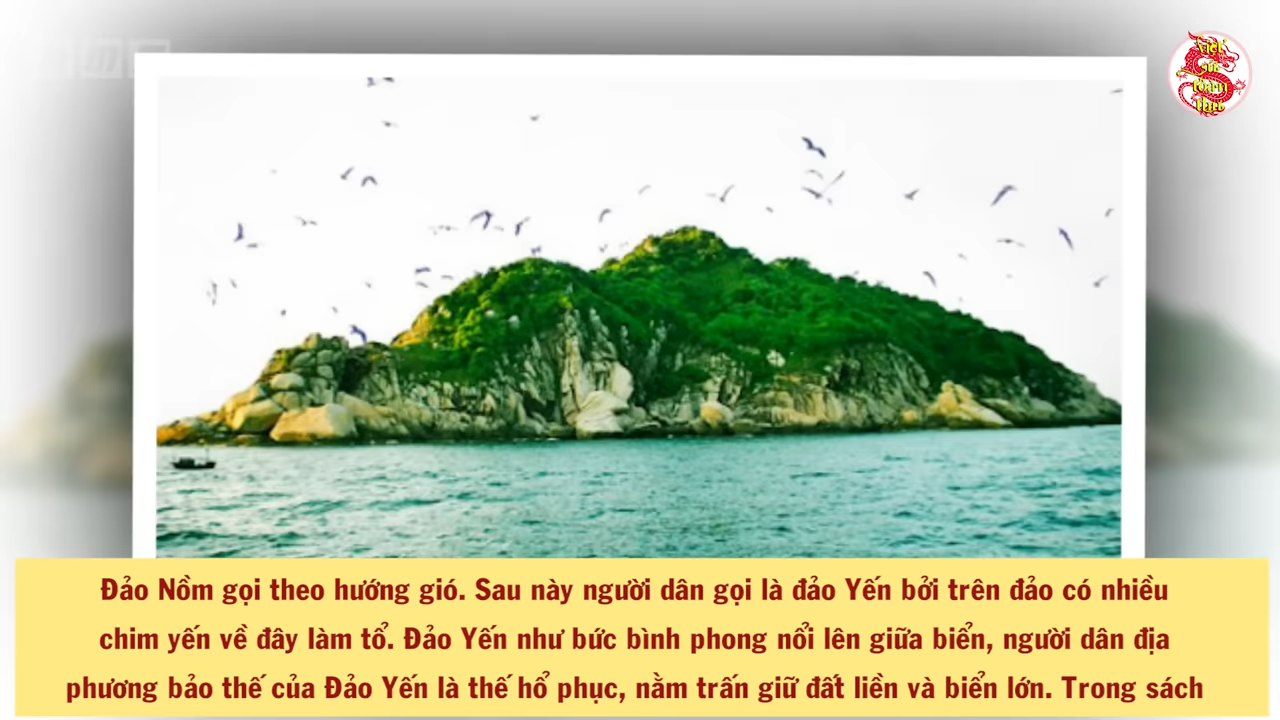 Đảo Nồm gọi theo hướng gió. Sau này người dân gọi là đảo Yến bởi trên đảo có nhiều
chim yến về đây làm tổ. Đảo Yến như bức bình phong nổi lên giữa biển, người dân địa
phương bảo thế của Đảo Yến là thế hổ phục, nằm trấn giữ đất liền và biển lớn. Trong sách